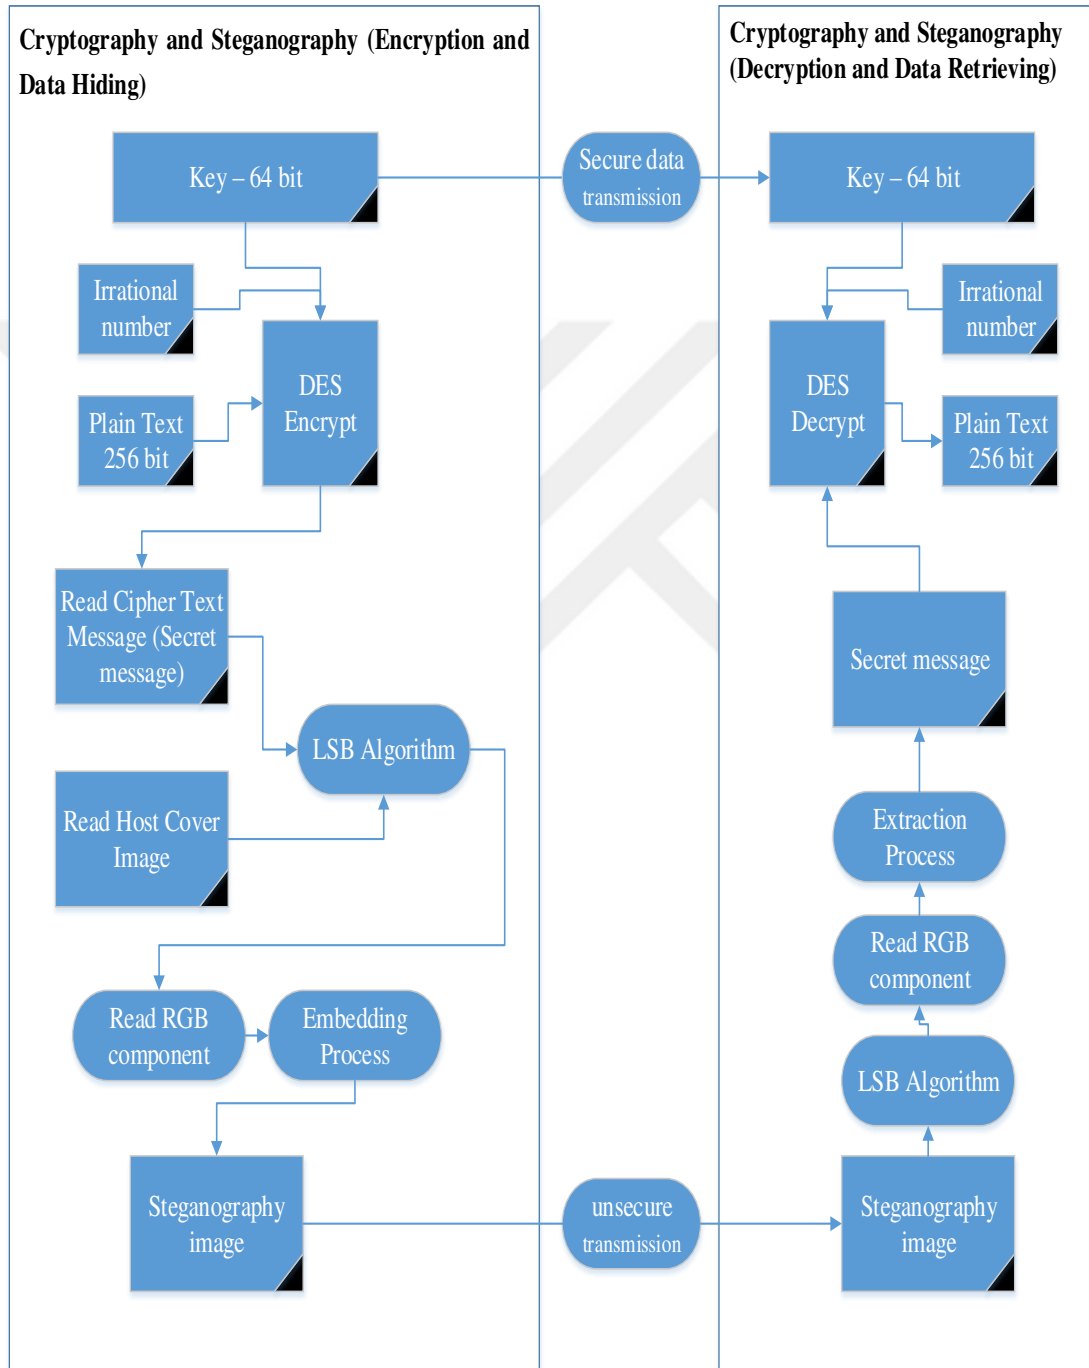 Cryptography and Steganography (Encryption and
Data Hiding)
Key – 64 bit
Irrational
number
DES
Encrypt
Plain Text
256 bit
Read Cipher Text
Message (Secret
message)
LSB Algorithm
Read Host Cover
Image
Read RGB
component
Embedding
Process
Steganography
image
Secure data
transmission
unsecure
transmission
Cryptography and Steganography
(Decryption and Data Retrieving)
Key – 64 bit
Irrational
number
DES
Decrypt
Plain Text
256 bit
Secret message
Extraction
Process
Read RGB
component
LSB Algorithm
Steganography
image